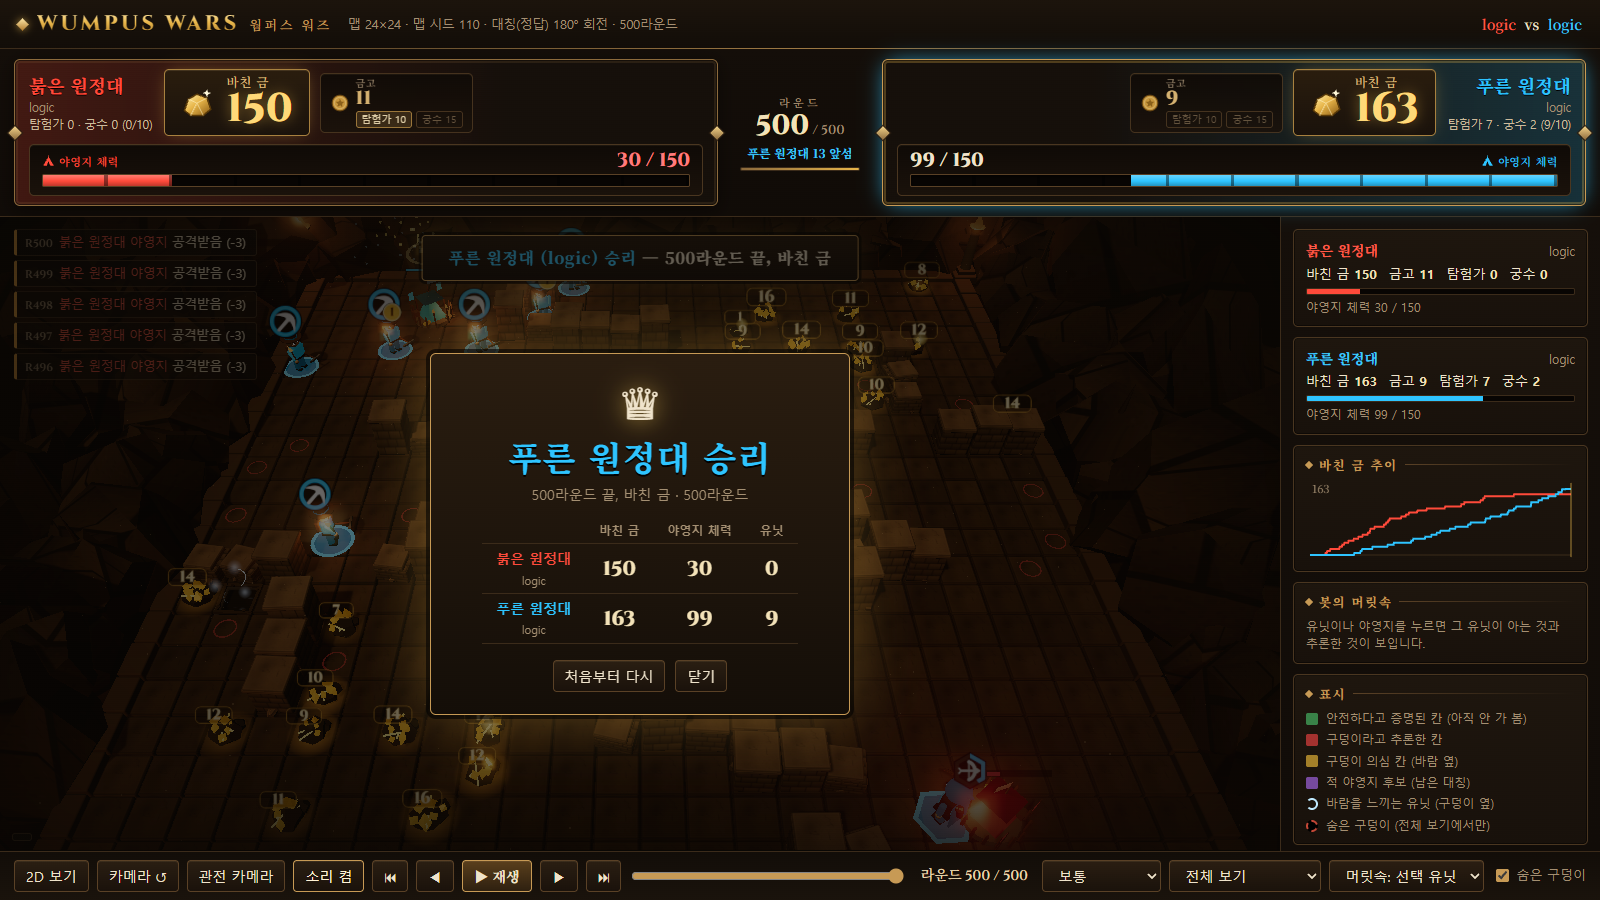 WUMPUS WARS 웜퍼스 워즈 맵 24×24 · 맵 시드 110 · 대칭(정답) 180° 회전 · 500라운드
logic vs logic
붉은 원정대
logic
탐험가 0 · 궁수 0 (0/10)
바친 금
150
금고
11
탐험가 10 궁수 15
야영지 체력 30 / 150
라운드
500 / 500
푸른 원정대 13 앞섬
금고
9
탐험가 10 궁수 15
바친 금
163
푸른 원정대
logic
탐험가 7 · 궁수 2 (9/10)
99 / 150 야영지 체력
R500 붉은 원정대 야영지 공격받음 (-3)
R499 붉은 원정대 야영지 공격받음 (-3)
R498 붉은 원정대 야영지 공격받음 (-3)
R497 붉은 원정대 야영지 공격받음 (-3)
R496 붉은 원정대 야영지 공격받음 (-3)
푸른 원정대 (logic) 승리 — 500라운드 끝, 바친 금
8
16
11
1
9
14
9
12
10
10
14
14
7
10
12
9
14
13
11
16
푸른 원정대 승리
500라운드 끝, 바친 금 · 500라운드
바친 금 야영지 체력 유닛
붉은 원정대 150 30 0
logic
푸른 원정대 163 99 9
logic
처음부터 다시 닫기
붉은 원정대 logic
바친 금 150 금고 11 탐험가 0 궁수 0
야영지 체력 30 / 150
푸른 원정대 logic
바친 금 163 금고 9 탐험가 7 궁수 2
야영지 체력 99 / 150
바친 금 추이
163
봇의 머릿속
유닛이나 야영지를 누르면 그 유닛이 아는 것과
추론한 것이 보입니다.
표시
안전하다고 증명된 칸 (아직 안 가 봄)
구덩이라고 추론한 칸
구덩이 의심 칸 (바람 옆)
적 야영지 후보 (남은 대칭)
바람을 느끼는 유닛 (구덩이 옆)
숨은 구덩이 (전체 보기에서만)
2D 보기 카메라 ↺ 관전 카메라 소리 켬 ⏮ ◀ ▶ 재생 ▶ ⏭ 라운드 500 / 500 보통 전체 보기 머릿속: 선택 유닛 숨은 구덩이